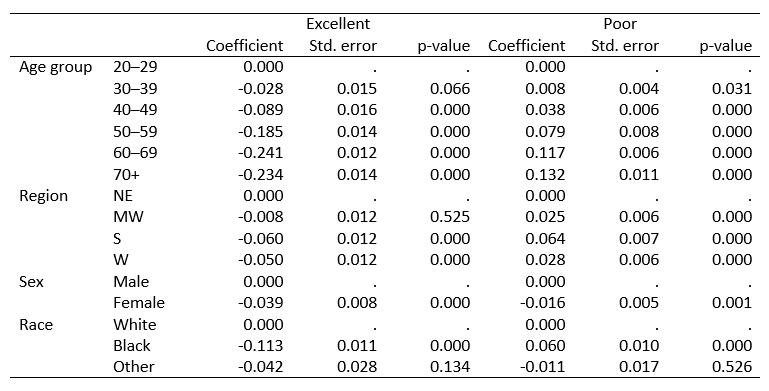 Excellent Poor
Coefficient Std. error p-value Coefficient Std. error p-value
Age group 20–29 0.000 . . 0.000 . .
30–39 -0.028 0.015 0.066 0.008 0.004 0.031
40–49 -0.089 0.016 0.000 0.038 0.006 0.000
50–59 -0.185 0.014 0.000 0.079 0.008 0.000
60–69 -0.241 0.012 0.000 0.117 0.006 0.000
70+ -0.234 0.014 0.000 0.132 0.011 0.000
Region NE 0.000 . . 0.000 . .
MW -0.008 0.012 0.525 0.025 0.006 0.000
S -0.060 0.012 0.000 0.064 0.007 0.000
W -0.050 0.012 0.000 0.028 0.006 0.000
Sex Male 0.000 . . 0.000 . .
Female -0.039 0.008 0.000 -0.016 0.005 0.001
Race White 0.000 . . 0.000 . .
Black -0.113 0.011 0.000 0.060 0.010 0.000
Other -0.042 0.028 0.134 -0.011 0.017 0.526